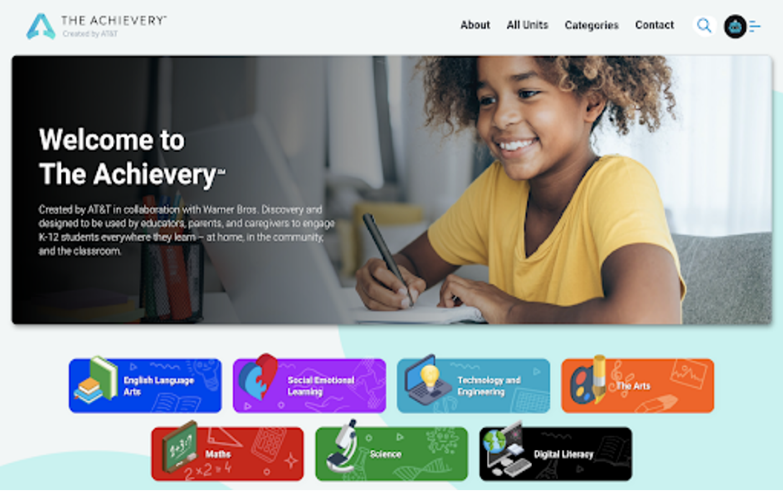 THE ACHIEVERY™
Created by AT&T
About All Units Categories Contact
Welcome to
The Achievery℠
Created by AT&T in collaboration with Warner Bros. Discovery and
designed to be used by educators, parents, and caregivers to engage
K-12 students everywhere they learn – at home, in the community,
and the classroom.
English Language
Arts
Social Emotional
Learning
Technology and
Engineering
The Arts
Maths
2×2=4
Science
Digital Literacy